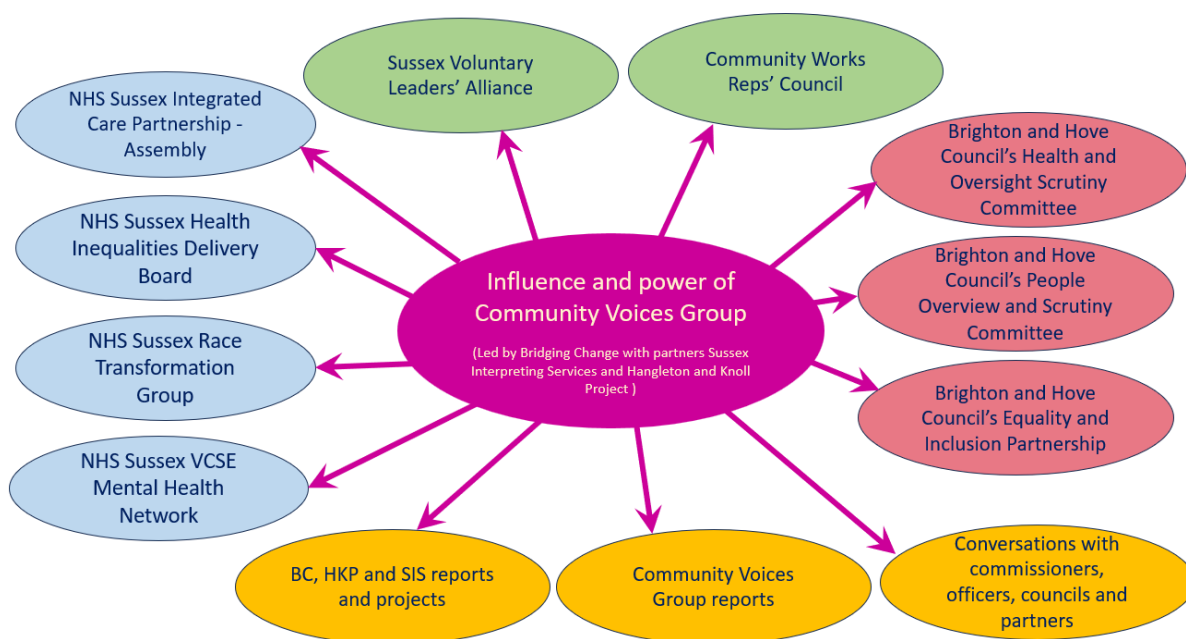 Sussex Voluntary
Leaders' Alliance
Community Works
Reps' Council
NHS Sussex Integrated
Care Partnership -
Assembly
Brighton and Hove
Council's Health and
Oversight Scrutiny
Committee
NHS Sussex Health
Inequalities Delivery
Board
Influence and power of
Community Voices Group
(Led by Bridging Change with partners Sussex
Interpreting Services and Hangleton and Knoll
Project )
Brighton and Hove
Council's People
Overview and Scrutiny
Committee
NHS Sussex Race
Transformation
Group
Brighton and Hove
Council's Equality and
Inclusion Partnership
NHS Sussex VCSE
Mental Health
Network
BC, HKP and SIS reports
and projects
Community Voices
Group reports
Conversations with
commissioners,
officers, councils and
partners